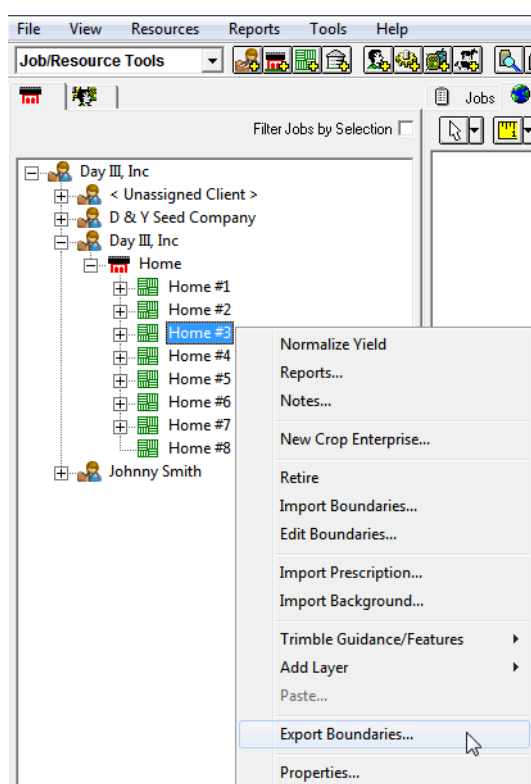 File View Resources Reports Tools Help
Job/Resource Tools
Jobs
Filter Jobs by Selection
Day III, Inc
< Unassigned Client >
D & Y Seed Company
Day III, Inc
Home
Home #1
Home #2
Home #3
Home #4
Home #5
Home #6
Home #7
Home #8
Johnny Smith
Normalize Yield
Reports...
Notes...
New Crop Enterprise...
Retire
Import Boundaries...
Edit Boundaries...
Import Prescription...
Import Background...
Trimble Guidance/Features
Add Layer
Paste...
Export Boundaries...
Properties...